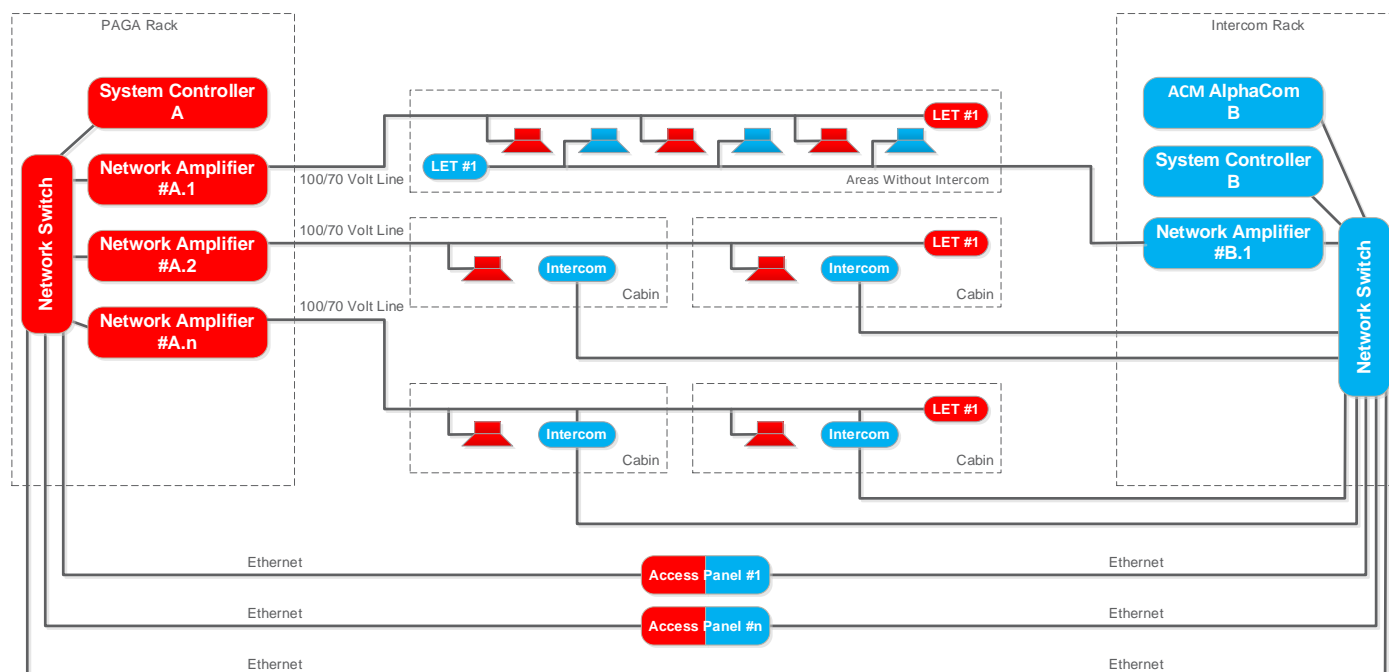 PAGA Rack
Intercom Rack
System Controller
A
Network Amplifier
#A.1
Network Amplifier
#A.2
Network Amplifier
#A.n
Network Switch
100/70 Volt Line
100/70 Volt Line
100/70 Volt Line
LET #1
LET #1
Areas Without Intercom
LET #1
Intercom
Intercom
Cabin
Cabin
LET #1
Intercom
Intercom
Cabin
Cabin
ACM AlphaCom
B
System Controller
B
Network Amplifier
#B.1
Network Switch
Ethernet
Access Panel #1
Ethernet
Ethernet
Access Panel #n
Ethernet
Ethernet
Ethernet